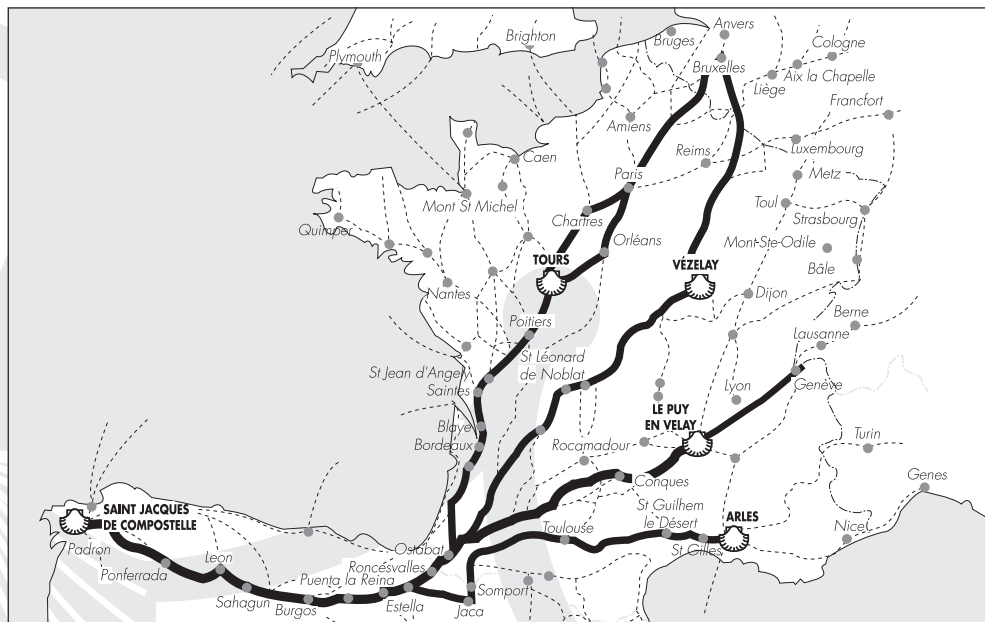 Anvers
Brighton
Bruges
Cologne
Plymouth
Bruxelles
Aix la Chapelle
Liège
Francfort
Amiens
Reims
Luxembourg
Caen
Paris
Metz
Mont St Michel
Toul
Chartres
Strasbourg
Quimper
Orléans
Mont-Ste-Odile
TOURS
VÉZELAY
Bâle
Nantes
Dijon
Berne
Poitiers
Lausanne
St Léonard
de Noblat
St Jean d'Angely
Saintes
Lyon
Genève
LE PUY
EN VELAY
Blaye
Bordeaux
Rocamadour
Turin
Conques
Genes
SAINT JACQUES
DE COMPOSTELLE
St Guilhem
le Désert
ARLES
Toulouse
Nice
Padron
Ostabat
St Gilles
Leon
Roncésvalles
Ponferrada
Puenta la Reina
Somport
Sahagun
Burgos
Estella
Jaca